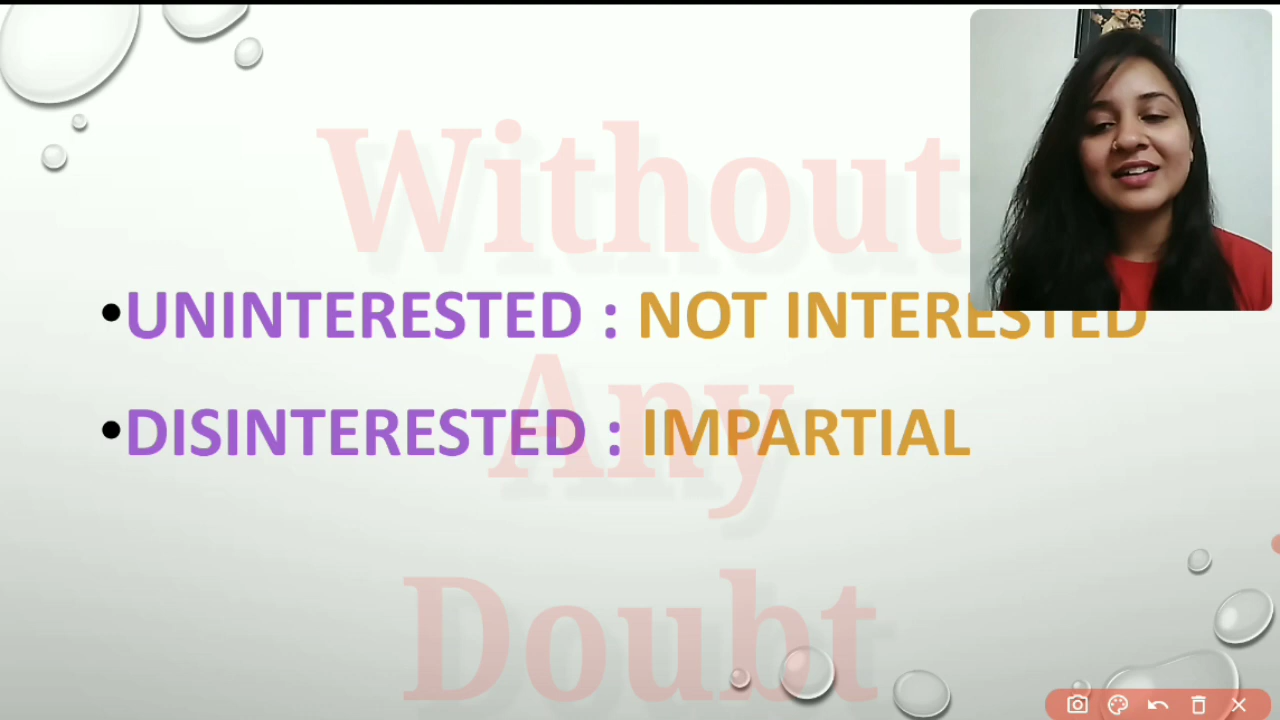 Without
•UNINTERESTED : NOT INTERESTED
Any
•DISINTERESTED : IMPARTIAL
Doubt